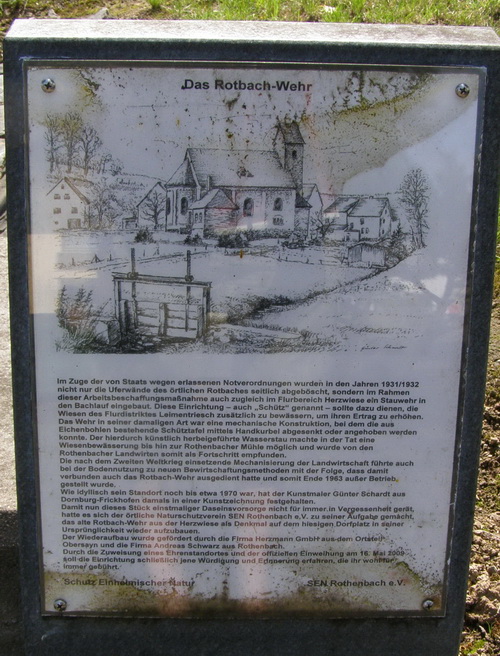 Das Rotbach-Wehr
Im Zuge der von Staats wegen erlassenen Notverordnungen wurden in den Jahren 1931/1932
nicht nur die Uferwände des örtlichen Rotbaches seitlich abgeböscht, sondern im Rahmen
dieser Arbeitsbeschaffungsmaßnahme auch zugleich im Flurbereich Herzwiese ein Stauwehr in
den Bachlauf eingebaut. Diese Einrichtung – auch „Schütz" genannt – sollte dazu dienen, die
Wiesen des Flurdistriktes Leimentriesch zusätzlich zu bewässern, um ihren Ertrag zu erhöhen.
Das Wehr in seiner damaligen Art war eine mechanische Konstruktion, bei dem die aus
Eichenbohlen bestehende Schütztafel mittels Handkurbel abgesenkt oder angehoben werden
konnte. Der hierdurch künstlich herbeigeführte Wasserstau machte in der Tat eine
Wiesenbewässerung bis hin zur Rothenbacher Mühle möglich und wurde von den
Rothenbacher Landwirten somit als Fortschritt empfunden.
Die nach dem Zweiten Weltkrieg einsetzende Mechanisierung der Landwirtschaft führte auch
bei der Bodennutzung zu neuen Bewirtschaftungsmethoden mit der Folge, dass damit
verbunden auch das Rotbach-Wehr ausgedient hatte und somit Ende 1963 außer Betrieb
gestellt wurde.
Wie idyllisch sein Standort noch bis etwa 1970 war, hat der Kunstmaler Günter Schardt aus
Dornburg-Frickhofen damals in einer Kunstzeichnung festgehalten.
Damit nun dieses Stück einstmaliger Daseinsvorsorge nicht für immer in Vergessenheit gerät,
hatte es sich der örtliche Naturschutzverein SEN Rothenbach e.V. zu seiner Aufgabe gemacht,
das alte Rotbach-Wehr aus der Herzwiese als Denkmal auf dem hiesigen Dorfplatz in seiner
Ursprünglichkeit wieder aufzubauen.
Der Wiederaufbau wurde gefördert durch die Firma Herzmann GmbH aus dem Ortsteil
Obersayn und die Firma Andreas Schwarz aus Rothenbach.
Durch die Zuweisung eines Ehrenstandortes und der offiziellen Einweihung am 16. Mai 2009
soll die Einrichtung schließlich jene Würdigung und Erinnerung erfahren, die ihr wohl für
immer gebührt.
Schutz Einheimischer Natur SEN Rothenbach e.V.